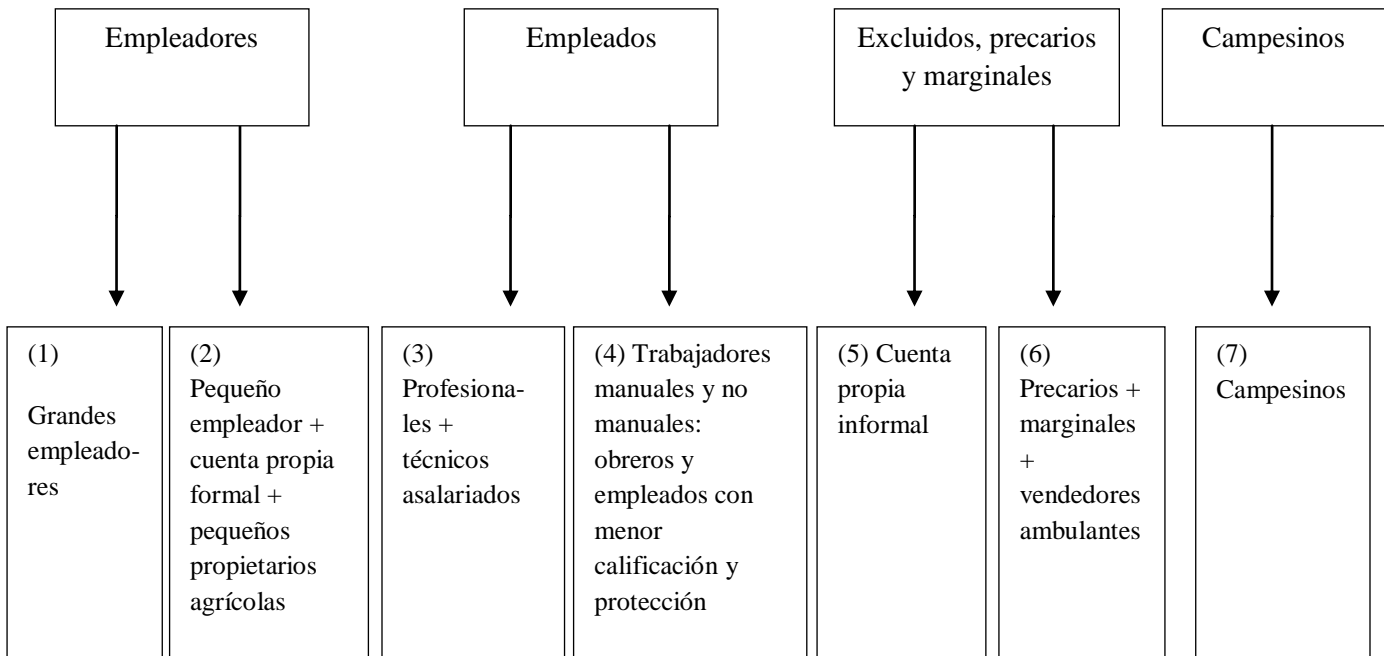 Empleadores
Empleados
Excluidos, precarios
y marginales
Campesinos
(1)
Grandes
empleado-
res
(2)
Pequeño
empleador +
cuenta propia
formal +
pequeños
propietarios
agrícolas
(3)
Profesiona-
les +
técnicos
asalariados
(4) Trabajadores
manuales y no
manuales:
obreros y
empleados con
menor
calificación y
protección
(5) Cuenta
propia
informal
(6)
Precarios +
marginales
+
vendedores
ambulantes
(7)
Campesinos